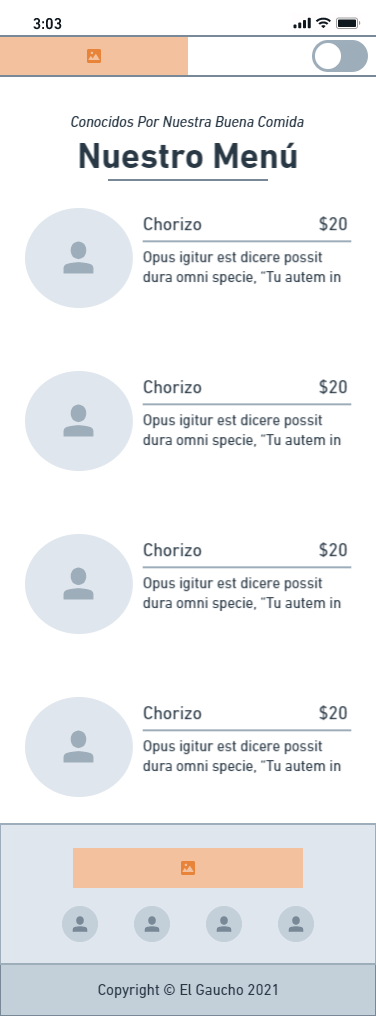 3:03
Conocidos Por Nuestra Buena Comida
Nuestro Menú
Chorizo $20
Opus igitur est dicere possit
dura omni specie, “Tu autem in
Chorizo $20
Opus igitur est dicere possit
dura omni specie, “Tu autem in
Chorizo $20
Opus igitur est dicere possit
dura omni specie, “Tu autem in
Chorizo $20
Opus igitur est dicere possit
dura omni specie, “Tu autem in
Copyright © El Gaucho 2021